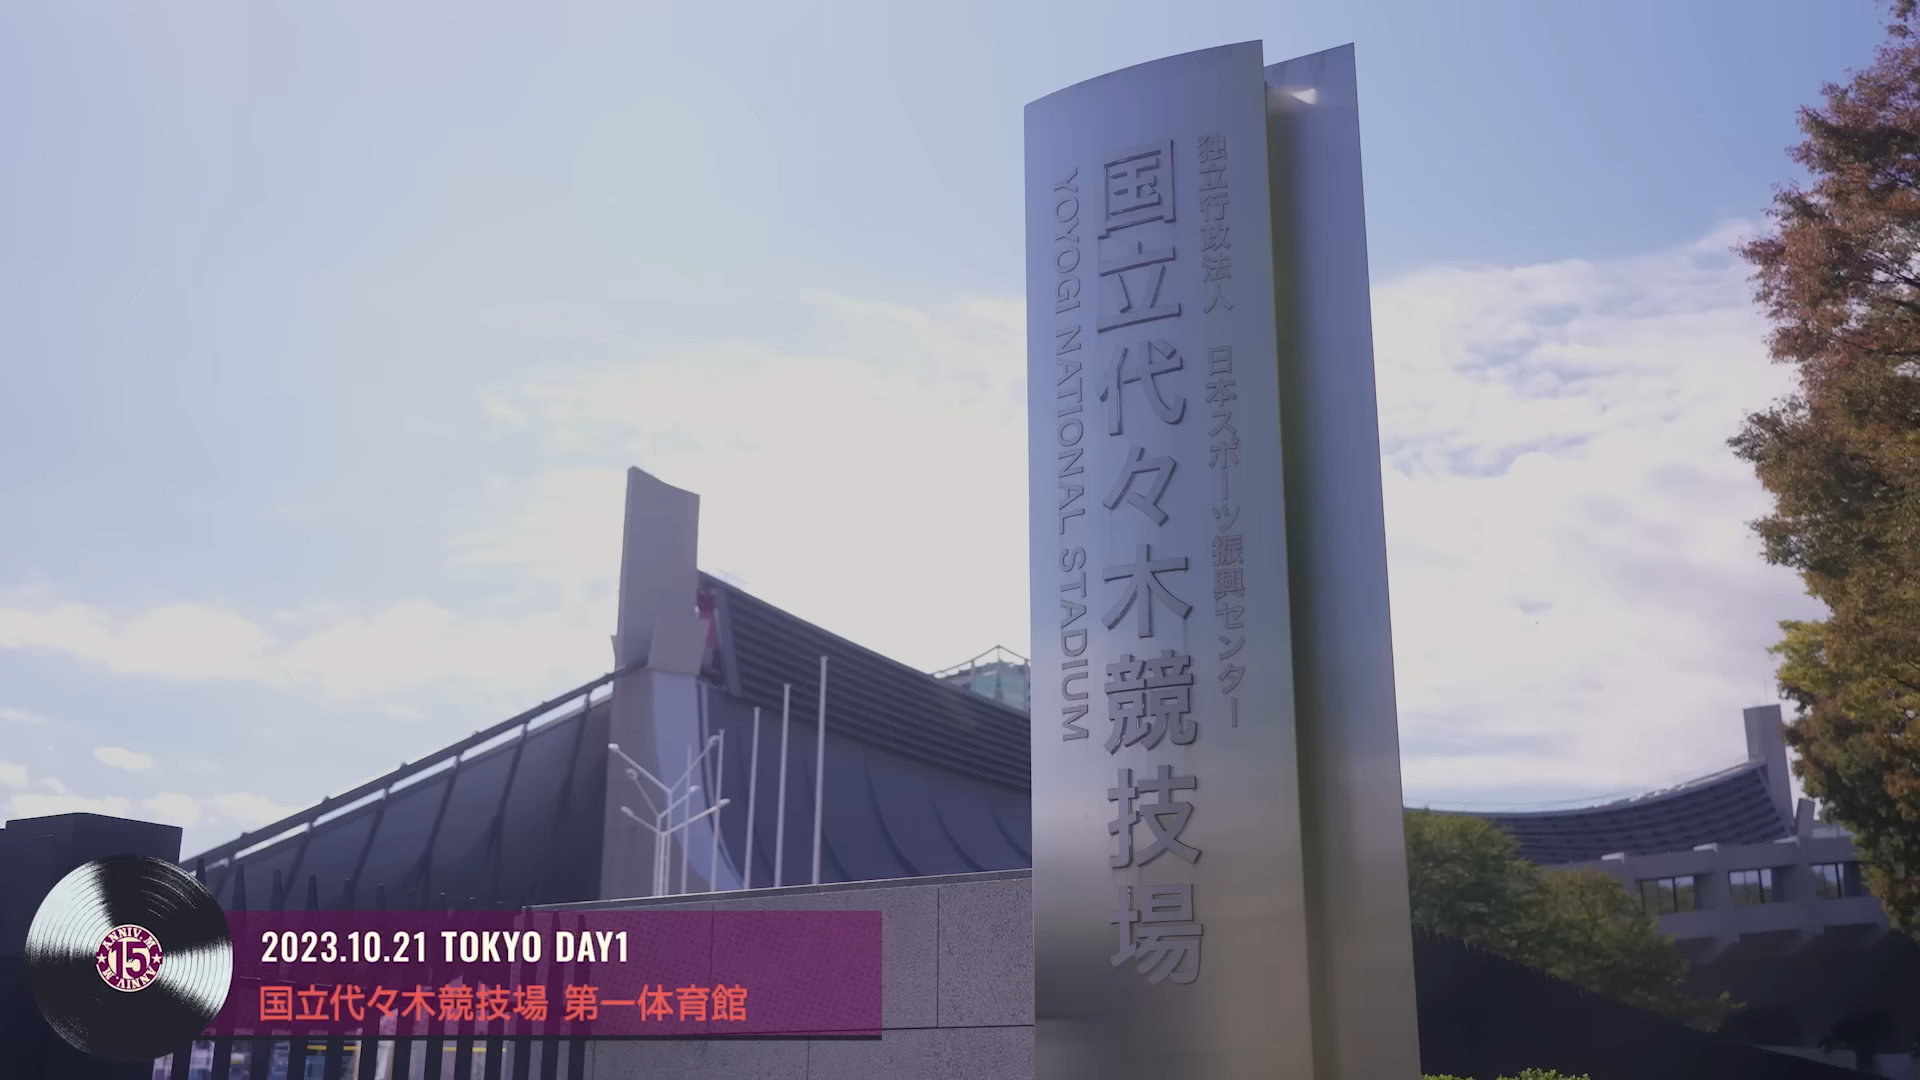 独立行政法人 日本スポーツ振興センター
国立代々木競技場
YOYOGI NATIONAL STADIUM
ANNIV. M
15
ANNIV. M
2023.10.21 TOKYO DAY1
国立代々木競技場 第一体育館